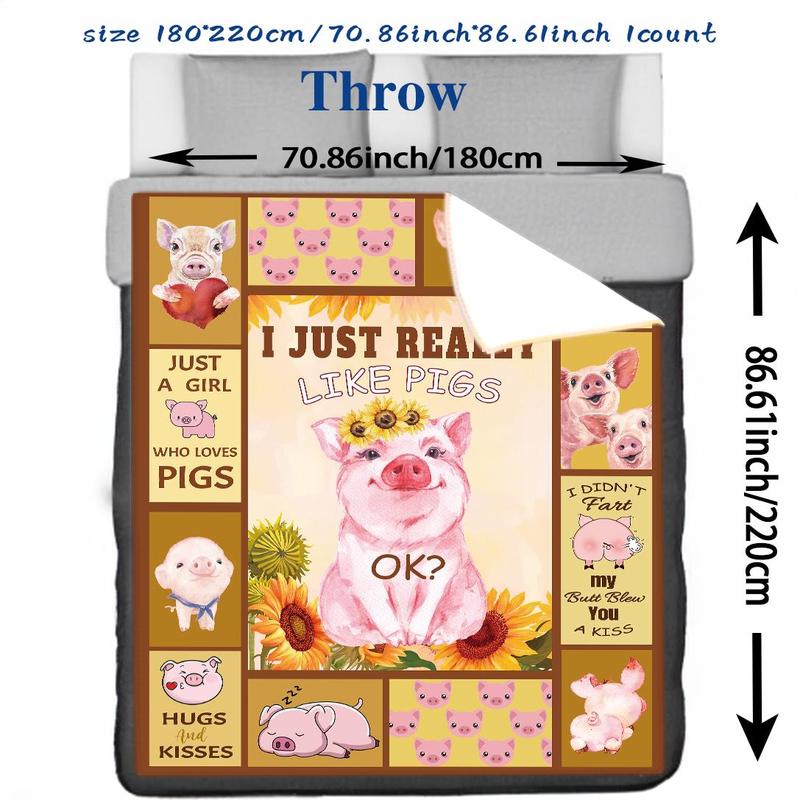 size 180*220cm/70.86inch*86.61inch 1count
Throw
70.86inch/180cm
86.61inch/220cm
I JUST REALLY
LIKE PIGS
OK?
JUST
A GIRL
WHO LOVES
PIGS
HUGS
And
KISSES
zzz
I DIDN'T
Fart
my
Butt Blew
You
A KISS